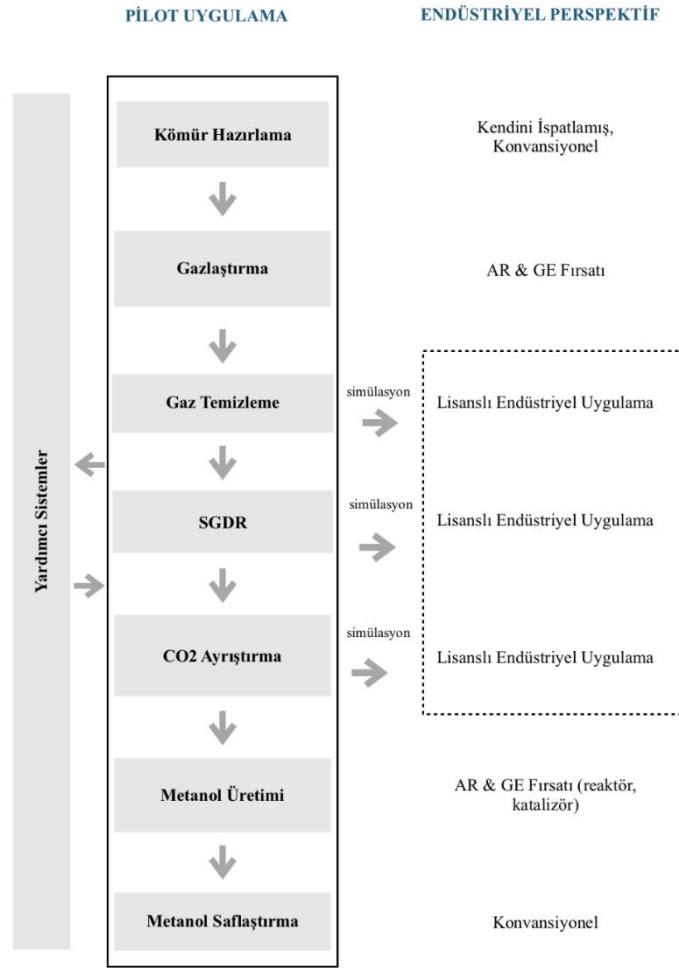 PİLOT UYGULAMA
ENDÜSTRİYEL PERSPEKTİF
Yardımcı Sistemler
Kömür Hazırlama
Kendini İspatlamış,
Konvansiyonel
Gazlaştırma
AR & GE Fırsatı
Gaz Temizleme
simülasyon
Lisanslı Endüstriyel Uygulama
SGDR
simülasyon
Lisanslı Endüstriyel Uygulama
CO2 Ayrıştırma
simülasyon
Lisanslı Endüstriyel Uygulama
Metanol Üretimi
AR & GE Fırsatı (reaktör,
katalizör)
Metanol Saflaştırma
Konvansiyonel